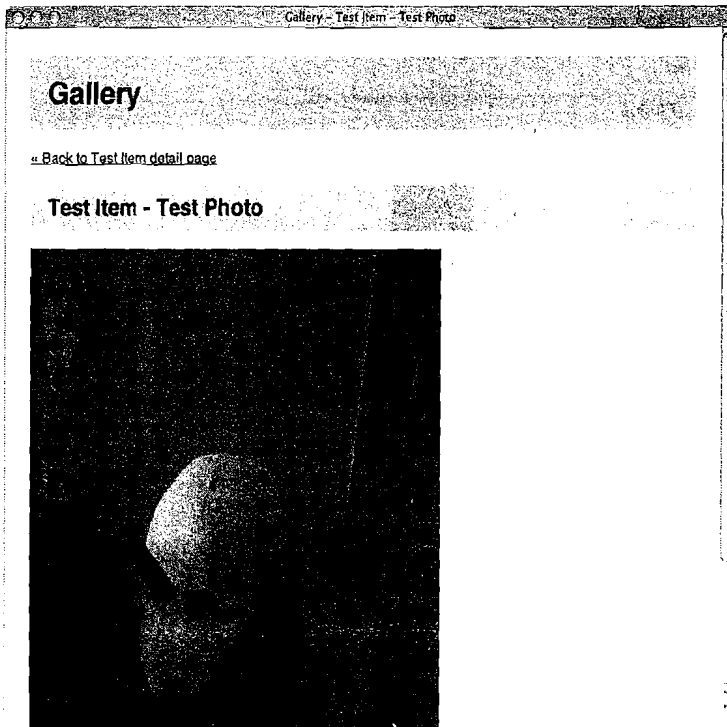 Gallery - Test Item - Test Photo
Gallery
« Back to Test Item detail page
Test Item - Test Photo